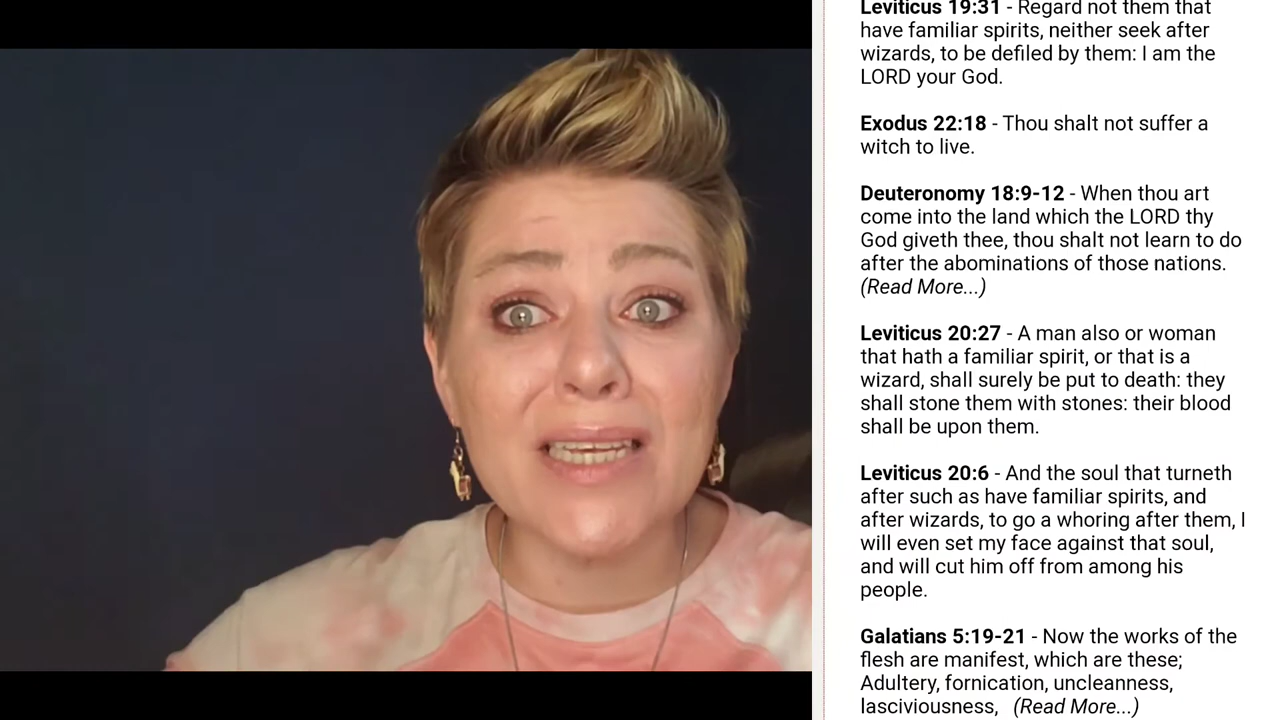 Leviticus 19:31 - Regard not them that
have familiar spirits, neither seek after
wizards, to be defiled by them: I am the
LORD your God.
Exodus 22:18 - Thou shalt not suffer a
witch to live.
Deuteronomy 18:9-12 - When thou art
come into the land which the LORD thy
God giveth thee, thou shalt not learn to do
after the abominations of those nations.
(Read More...)
Leviticus 20:27 - A man also or woman
that hath a familiar spirit, or that is a
wizard, shall surely be put to death: they
shall stone them with stones: their blood
shall be upon them.
Leviticus 20:6 - And the soul that turneth
after such as have familiar spirits, and
after wizards, to go a whoring after them, I
will even set my face against that soul,
and will cut him off from among his
people.
Galatians 5:19-21 - Now the works of the
flesh are manifest, which are these;
Adultery, fornication, uncleanness,
lasciviousness, (Read More...)